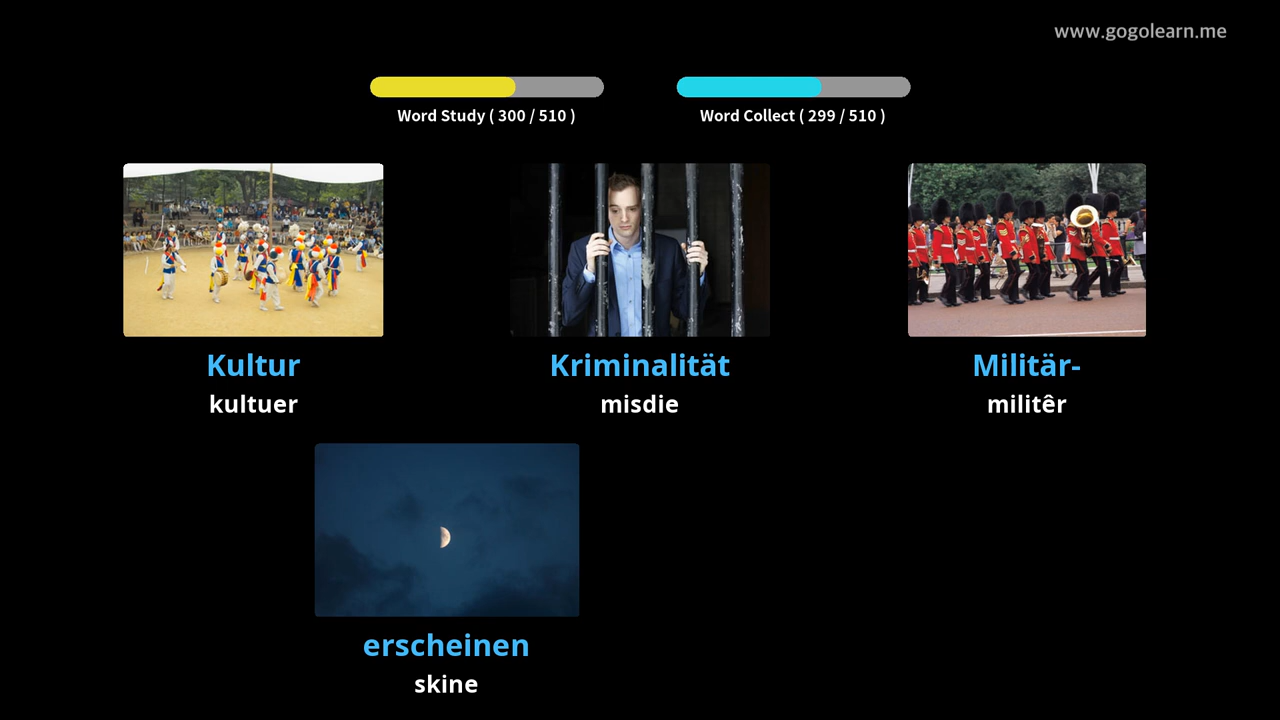 www.gogolearn.me
Word Study ( 300 / 510 )
Word Collect ( 299 / 510 )
Kultur
kultuer
Kriminalität
misdie
Militär-
militêr
erscheinen
skine